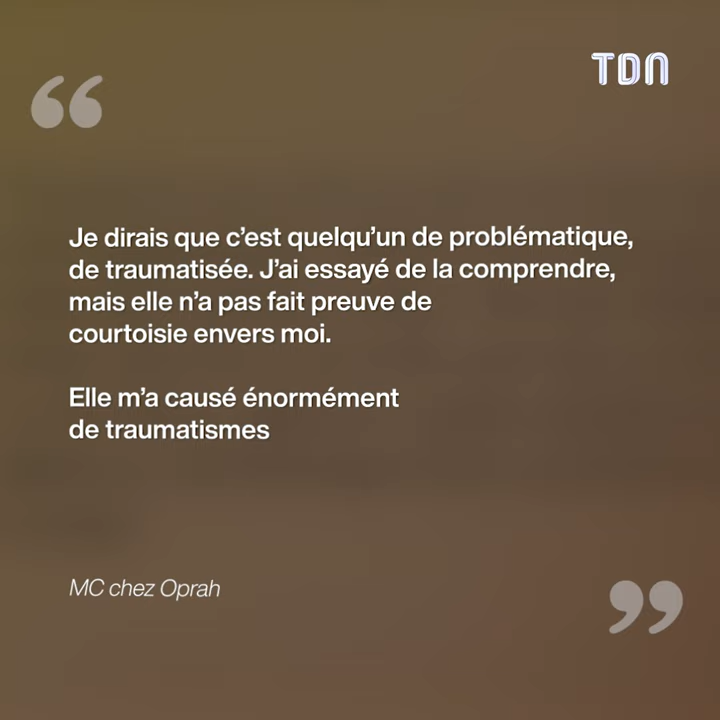 TDN
“
Je dirais que c’est quelqu’un de problématique,
de traumatisée. J’ai essayé de la comprendre,
mais elle n’a pas fait preuve de
courtoisie envers moi.
Elle m’a causé énormément
de traumatismes
MC chez Oprah
”